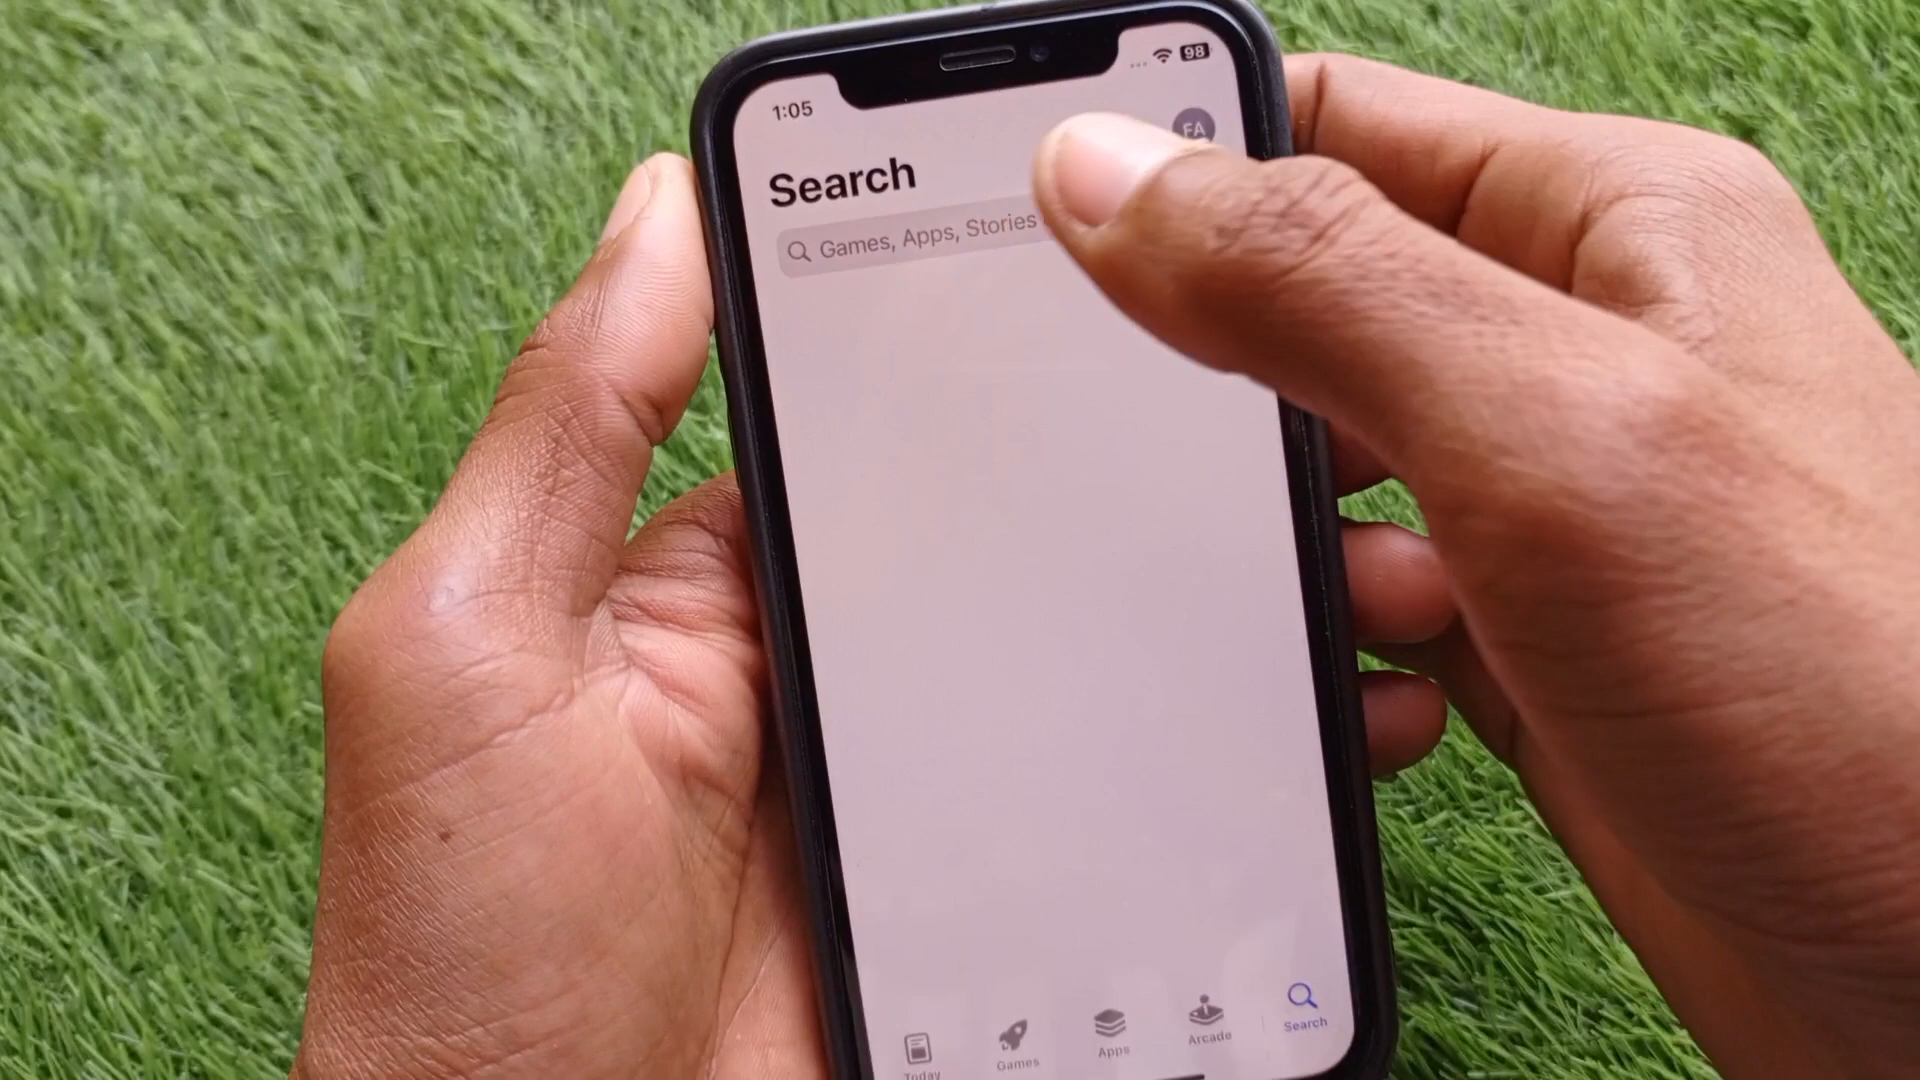 98
1:05
FA
Search
Games, Apps, Stories
Today
Games
Apps
Arcade
Search